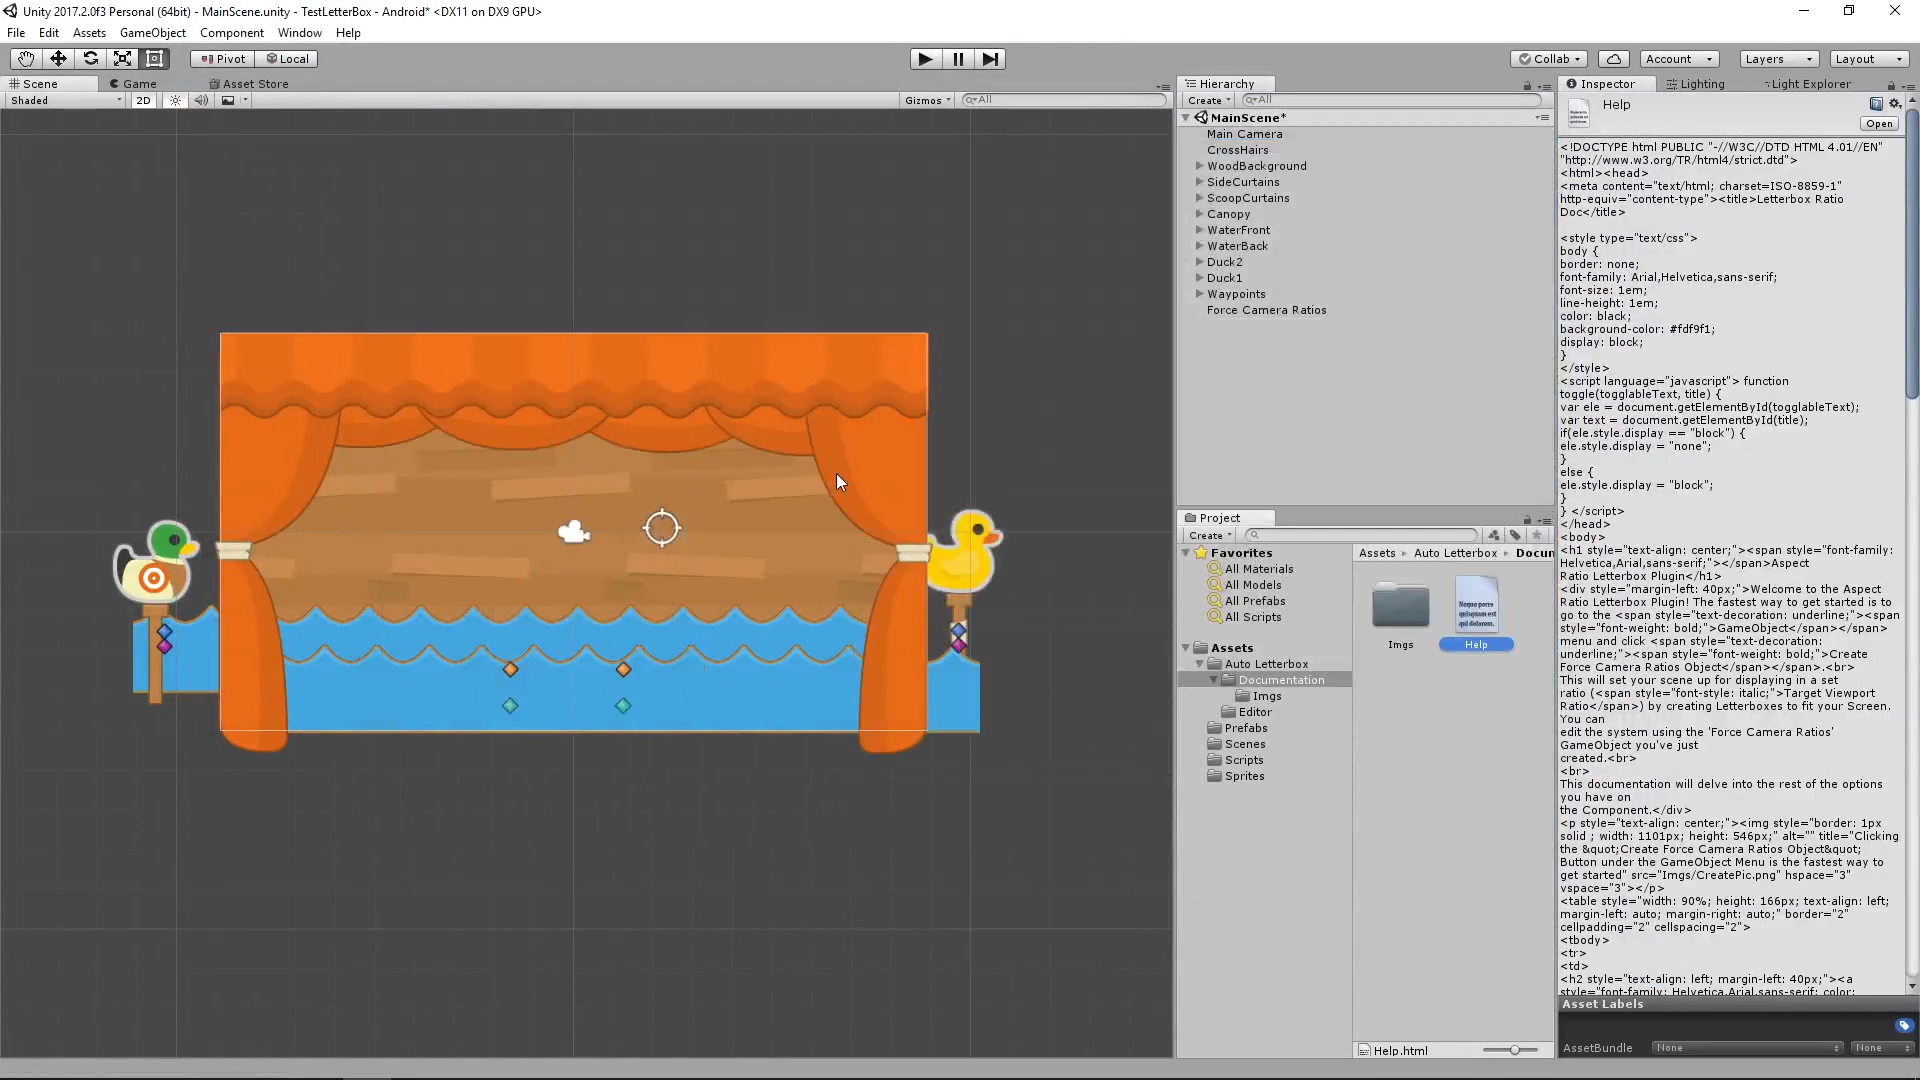 Unity 2017.2.0f3 Personal (64bit) - MainScene.unity - TestLetterBox - Android* <DX11 on DX9 GPU>
File Edit Assets GameObject Component Window Help
Pivot Local
Collab Account Layers Layout
Scene Game Asset Store
Shaded 2D Gizmos All
Hierarchy
Create All
MainScene*
Main Camera
CrossHairs
WoodBackground
SideCurtains
ScoopCurtains
Canopy
WaterFront
WaterBack
Duck2
Duck1
Waypoints
Force Camera Ratios
Project
Create
Favorites
All Materials
All Models
All Prefabs
All Scripts
Assets
Auto Letterbox
Documentation
Imgs
Editor
Prefabs
Scenes
Scripts
Sprites
Assets Auto Letterbox Docun
Imgs
Help
Help.html
Inspector Lighting Light Explorer
Help
Open
<!DOCTYPE html PUBLIC "-//W3C//DTD HTML 4.01//EN"
"http://www.w3.org/TR/html4/strict.dtd">
<html><head>
<meta content="text/html; charset=ISO-8859-1"
http-equiv="content-type"><title>Letterbox Ratio
Doc</title>
<style type="text/css">
body {
border: none;
font-family: Arial,Helvetica,sans-serif;
font-size: 1em;
line-height: 1em;
color: black;
background-color: #fdf9f1;
display: block;
}
</style>
<script language="javascript"> function
toggle(togglableText, title) {
var ele = document.getElementById(togglableText);
var text = document.getElementById(title);
if(ele.style.display == "block") {
ele.style.display = "none";
}
else {
ele.style.display = "block";
}
} </script>
</head>
<body>
<h1 style="text-align: center;"><span style="font-family:
Helvetica,Arial,sans-serif;"></span>Aspect
Ratio Letterbox Plugin</h1>
<div style="margin-left: 40px;">Welcome to the Aspect
Ratio Letterbox Plugin! The fastest way to get started is to
go to the <span style="text-decoration: underline;"><span
style="font-weight: bold;">GameObject</span></span>
menu and click <span style="text-decoration:
underline;"><span style="font-weight: bold;">Create
Force Camera Ratios Object</span></span>.<br>
This will set your scene up for displaying in a set
ratio (<span style="font-style: italic;">Target Viewport
Ratio</span>) by creating Letterboxes to fit your Screen.
You can
edit the system using the 'Force Camera Ratios'
GameObject you've just
created.<br>
<br>
This documentation will delve into the rest of the options
you have on
the Component.</div>
<p style="text-align: center;"><img style="border: 1px
solid ; width: 1101px; height: 546px;" alt="" title="Clicking
the &quot;Create Force Camera Ratios Object&quot;
Button under the GameObject Menu is the fastest way to
get started" src="Imgs/CreatePic.png" hspace="3"
vspace="3"></p>
<table style="width: 90%; height: 166px; text-align: left;
margin-left: auto; margin-right: auto;" border="2"
cellpadding="2" cellspacing="2">
<tbody>
<tr>
<td>
<h2 style="text-align: left; margin-left: 40px;"><a
style="font-family: Helvetica,Arial,sans-serif; color:
Asset Labels
AssetBundle None None